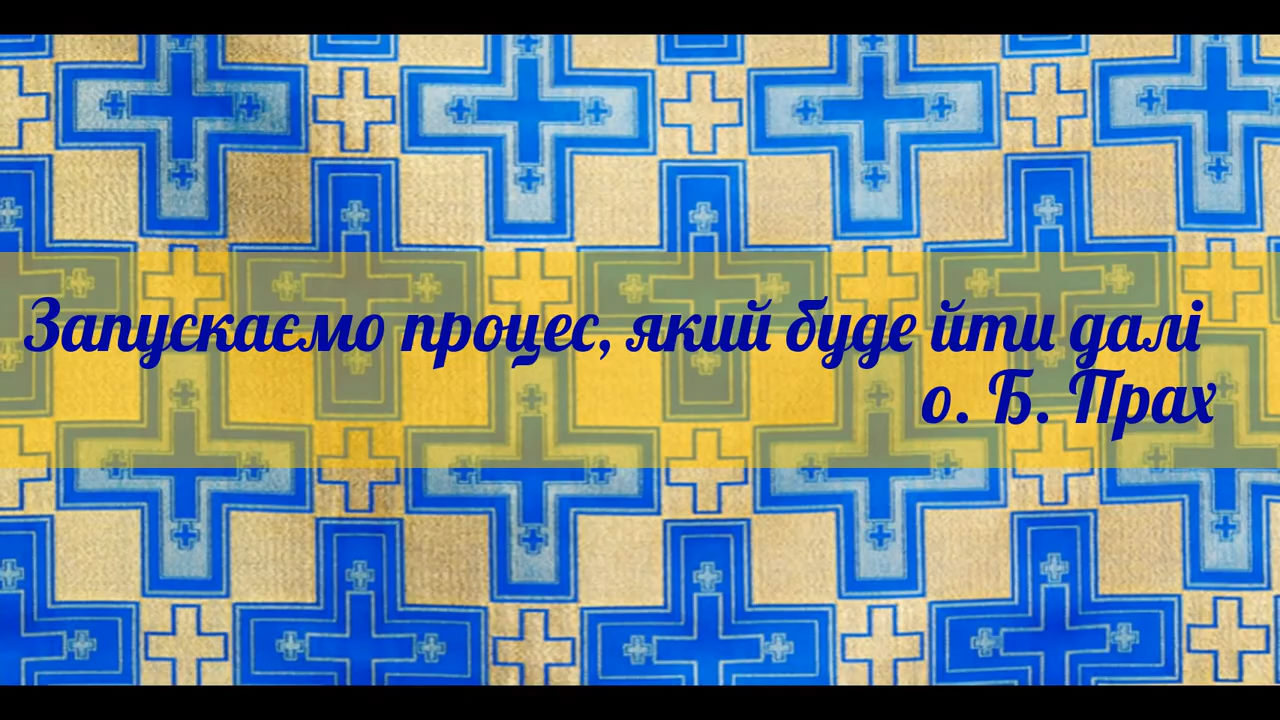 Запускаємо процес, який буде йти далі
о. Б. Прах